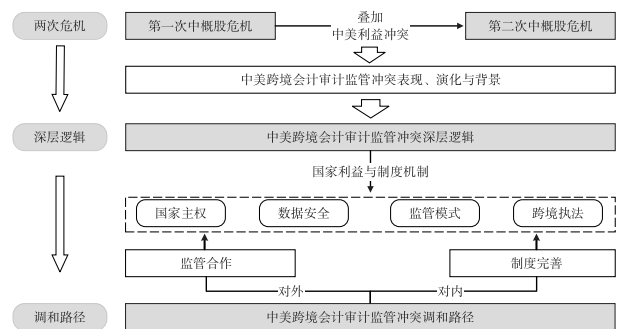 两次危机
第一次中概股危机
叠加
中美利益冲突
第二次中概股危机
中美跨境会计审计监管冲突表现、演化与背景
深层逻辑
中美跨境会计审计监管冲突深层逻辑
国家利益与制度机制
国家主权
数据安全
监管模式
跨境执法
监管合作
制度完善
对外
对内
调和路径
中美跨境会计审计监管冲突调和路径